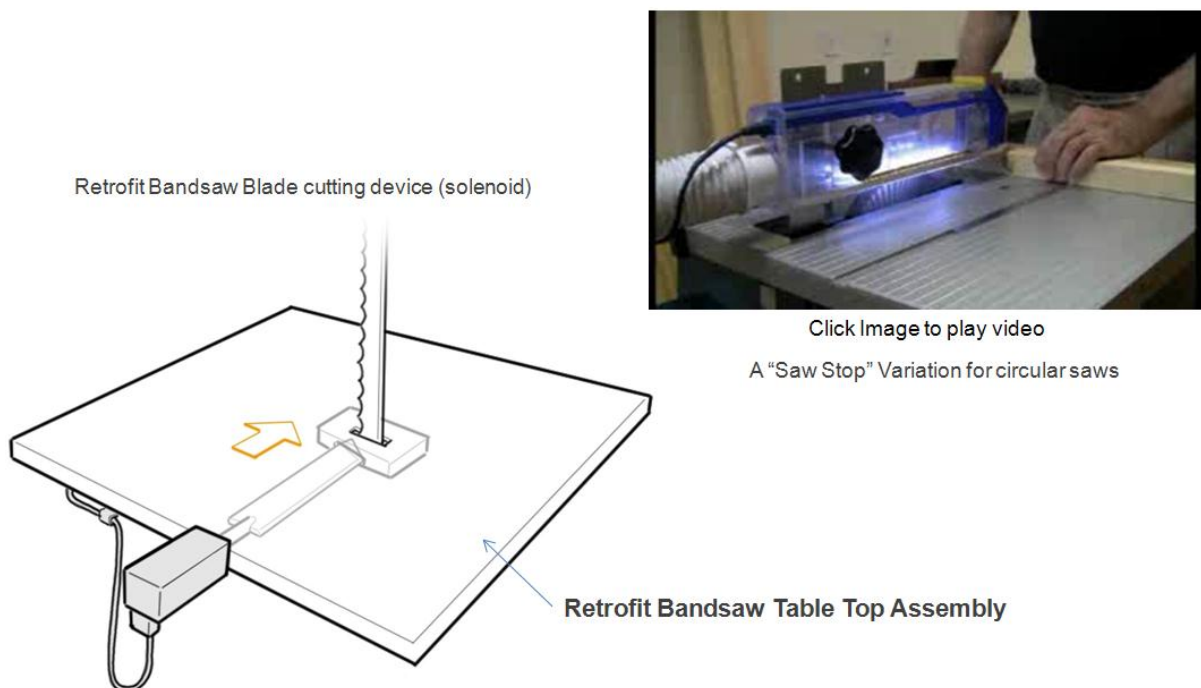 Retrofit Bandsaw Blade cutting device (solenoid)
Click Image to play video
A “Saw Stop” Variation for circular saws
Retrofit Bandsaw Table Top Assembly